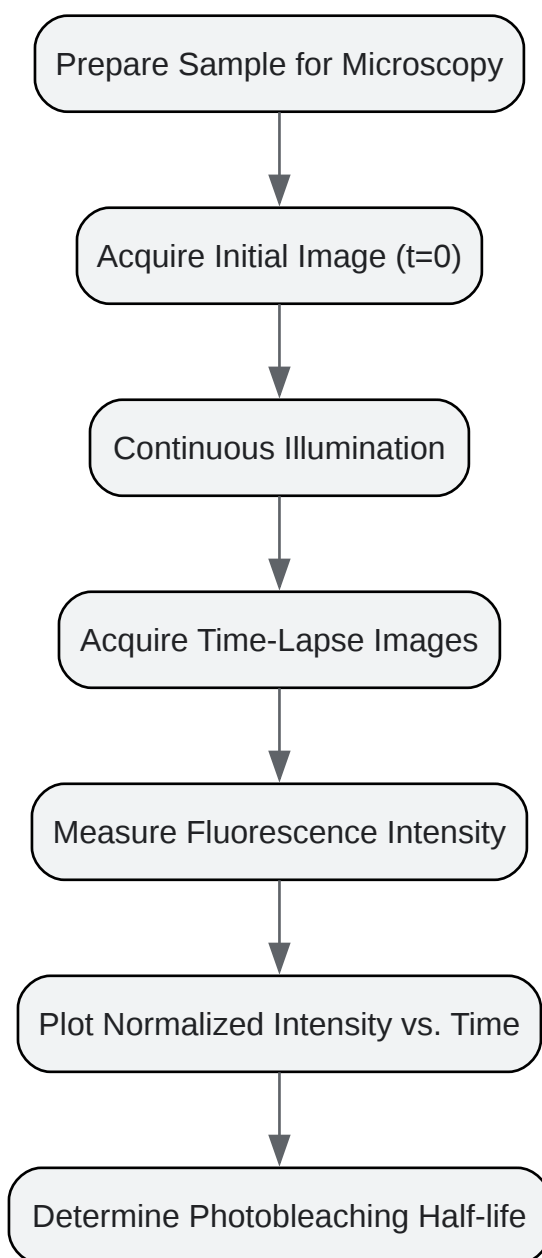 Prepare Sample for Microscopy
Acquire Initial Image (t=0)
Continuous Illumination
Acquire Time-Lapse Images
Measure Fluorescence Intensity
Plot Normalized Intensity vs. Time
Determine Photobleaching Half-life